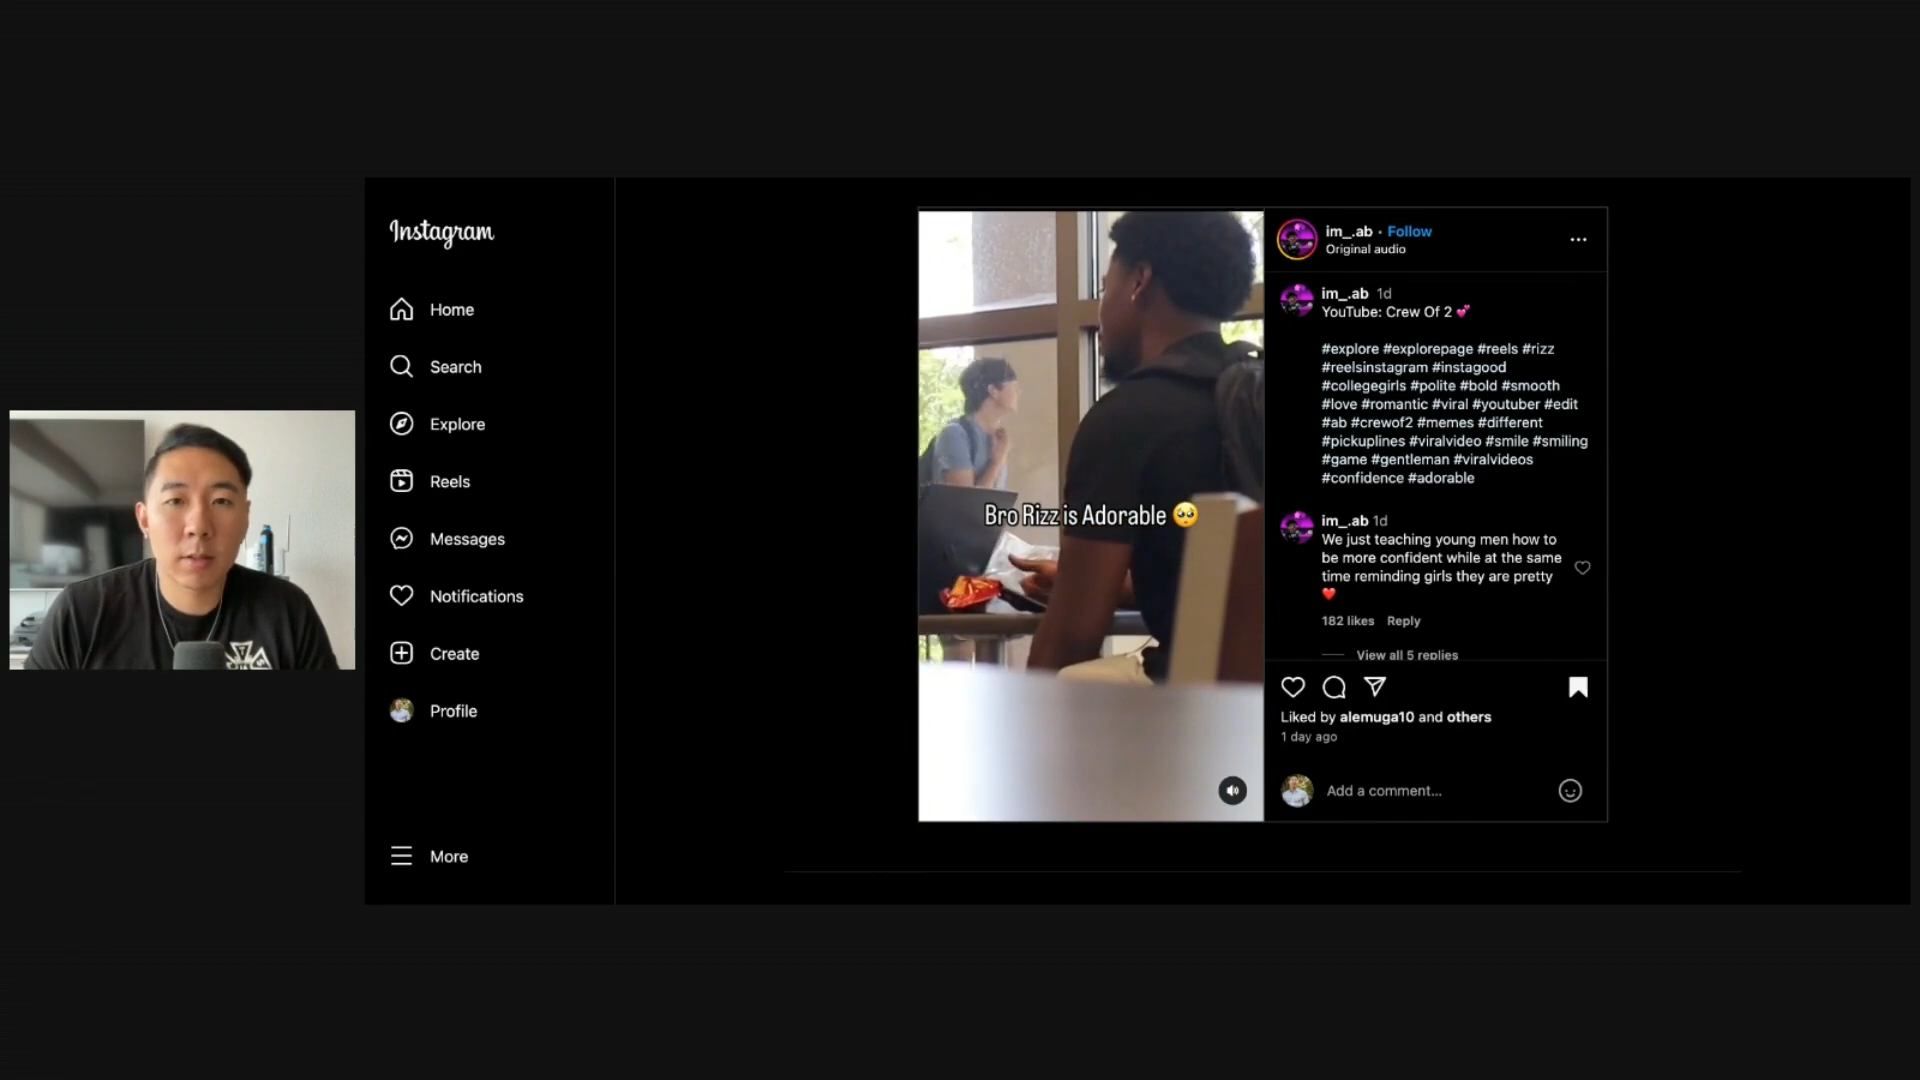 Instagram
Home
Search
Explore
Reels
Messages
Notifications
Create
Profile
More
Bro Rizz is Adorable 🥺
im_.ab · Follow
Original audio
im_.ab 1d
YouTube: Crew Of 2 💕
#explore #explorepage #reels #rizz
#reelsinstagram #instagood
#collegegirls #polite #bold #smooth
#love #romantic #viral #youtuber #edit
#ab #crewof2 #memes #different
#pickuplines #viralvideo #smile #smiling
#game #gentleman #viralvideos
#confidence #adorable
im_.ab 1d
We just teaching young men how to
be more confident while at the same
time reminding girls they are pretty
❤️
182 likes Reply
View all 5 replies
Liked by alemuga10 and others
1 day ago
Add a comment...